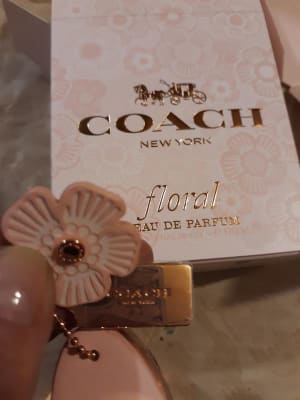 COACH
NEW YORK
floral
EAU DE PARFUM
COACH